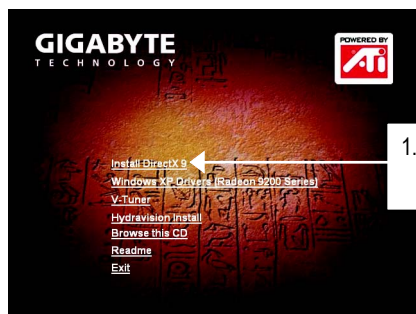 GIGABYTE
TECHNOLOGY
POWERED BY
ATi
1.
Install DirectX 9
Windows XP Drivers (Radeon 9200 Series)
V-Tuner
Hydravision Install
Browse this CD
Readme
Exit